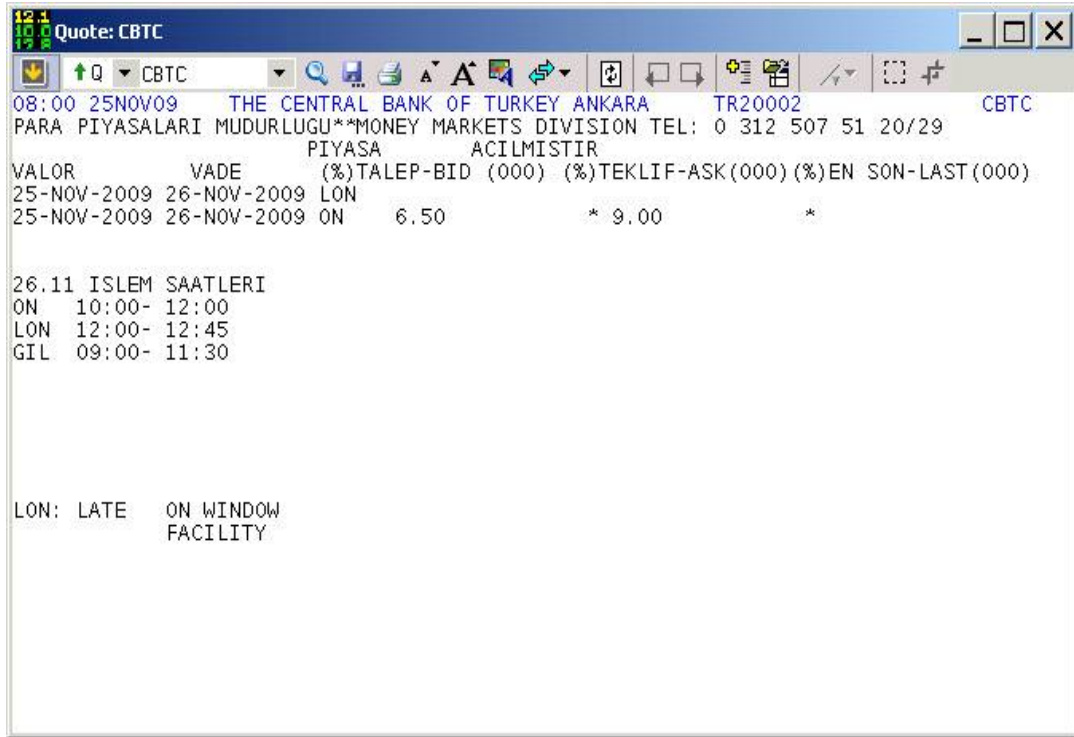 Quote: CBTC
Q CBTC
08:00 25NOV09 THE CENTRAL BANK OF TURKEY ANKARA TR20002 CBTC
PARA PIYASALARI MUDURLUGU**MONEY MARKETS DIVISION TEL: 0 312 507 51 20/29
PIYASA ACILMISTIR
VALOR VADE (%)TALEP-BID (000) (%)TEKLIF-ASK(000)(%)EN SON-LAST(000)
25-NOV-2009 26-NOV-2009 LON
25-NOV-2009 26-NOV-2009 ON 6.50 * 9.00 *
26.11 ISLEM SAATLERI
ON 10:00- 12:00
LON 12:00- 12:45
GIL 09:00- 11:30
LON: LATE ON WINDOW
FACILITY